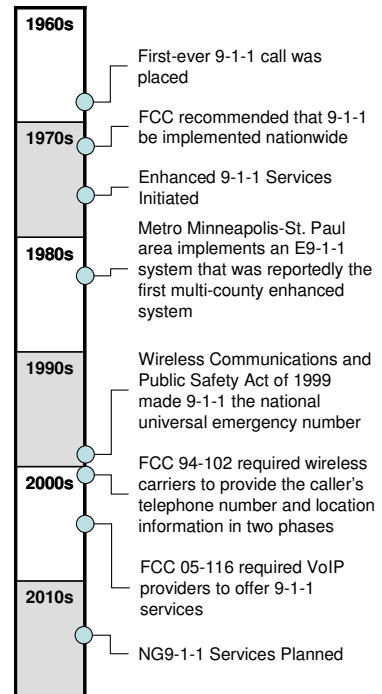 1960s
First-ever 9-1-1 call was
placed
FCC recommended that 9-1-1
be implemented nationwide
1970s
Enhanced 9-1-1 Services
Initiated
Metro Minneapolis-St. Paul
area implements an E9-1-1
system that was reportedly the
first multi-county enhanced
system
1980s
Wireless Communications and
Public Safety Act of 1999
made 9-1-1 the national
universal emergency number
1990s
FCC 94-102 required wireless
carriers to provide the caller's
telephone number and location
information in two phases
2000s
FCC 05-116 required VoIP
providers to offer 9-1-1
services
2010s
NG9-1-1 Services Planned